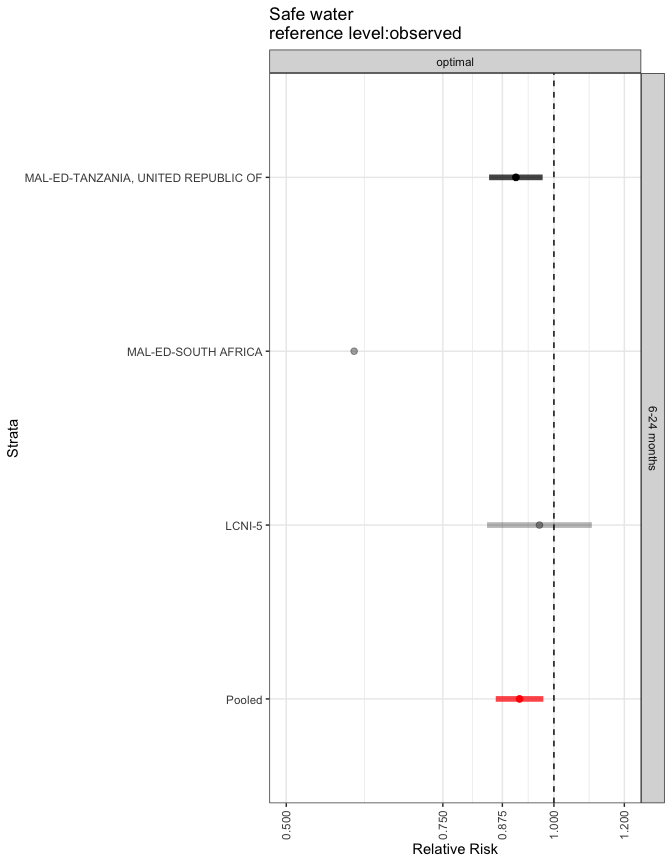 Safe water
reference level:observed
optimal
MAL-ED-TANZANIA, UNITED REPUBLIC OF
MAL-ED-SOUTH AFRICA
LCNI-5
Pooled
Strata
6-24 months
0.500
0.750
0.875
1.000
1.200
Relative Risk